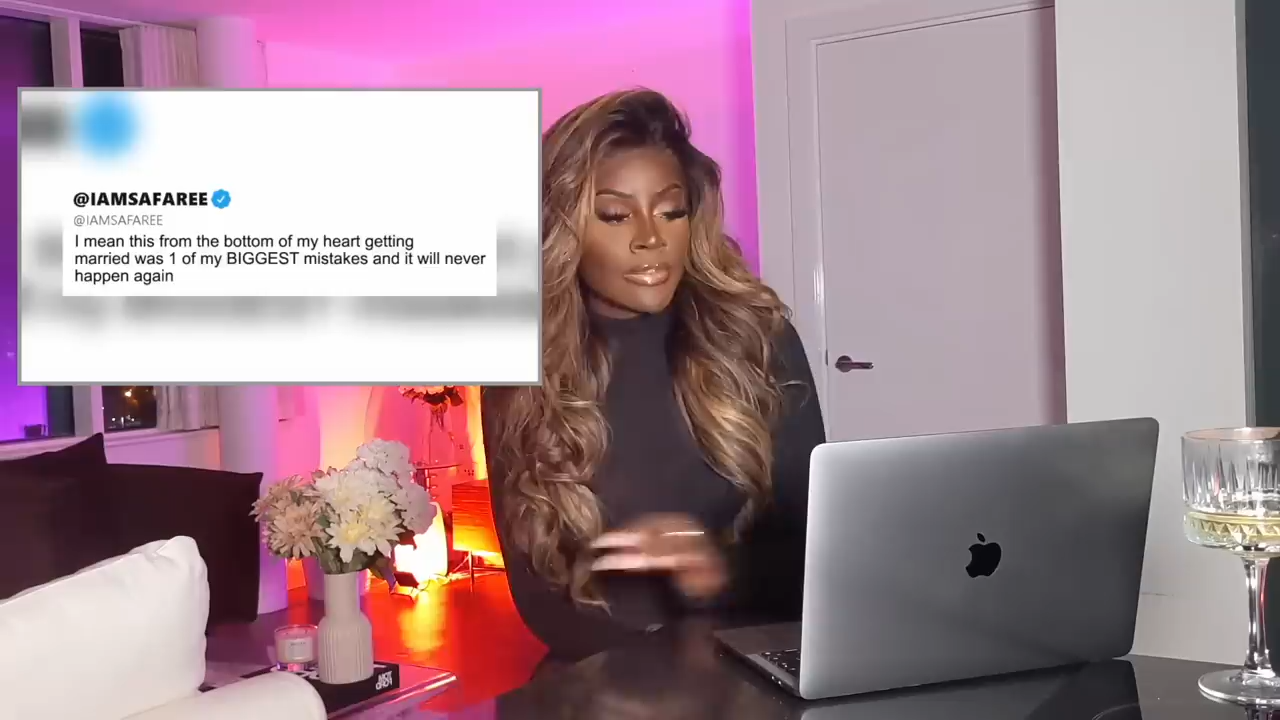 @IAMSAFAREE
@IAMSAFAREE
I mean this from the bottom of my heart getting
married was 1 of my BIGGEST mistakes and it will never
happen again